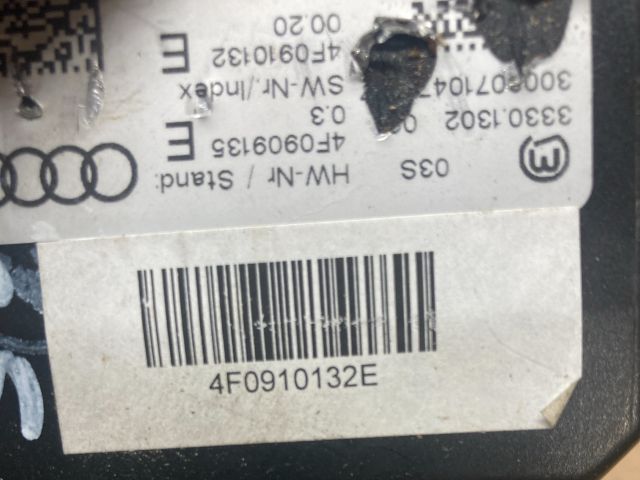 03S
HW-Nr / Stand:
3330.1302
4F0909135 E
0.3
SW-Nr./Index
4F0910132 E
00.20
4F0910132E